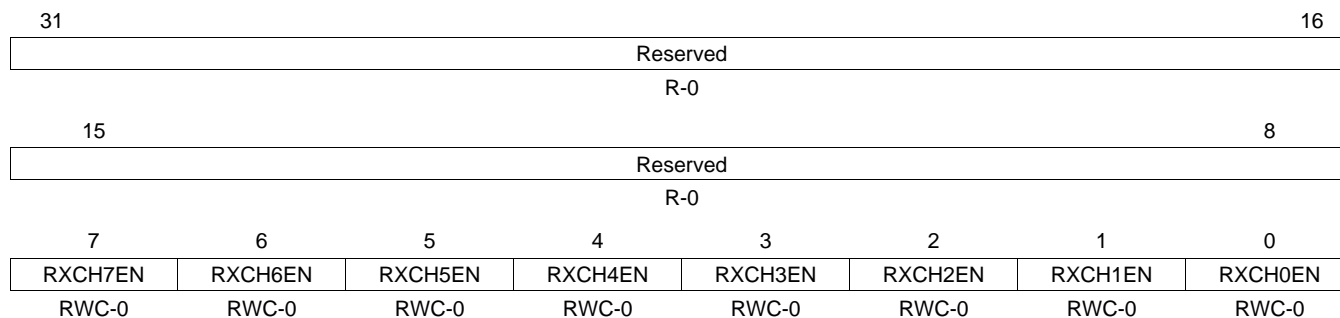 31 16
Reserved
R-0
15 8
Reserved
R-0
7 6 5 4 3 2 1 0
RXCH7EN RXCH6EN RXCH5EN RXCH4EN RXCH3EN RXCH2EN RXCH1EN RXCH0EN
RWC-0 RWC-0 RWC-0 RWC-0 RWC-0 RWC-0 RWC-0 RWC-0